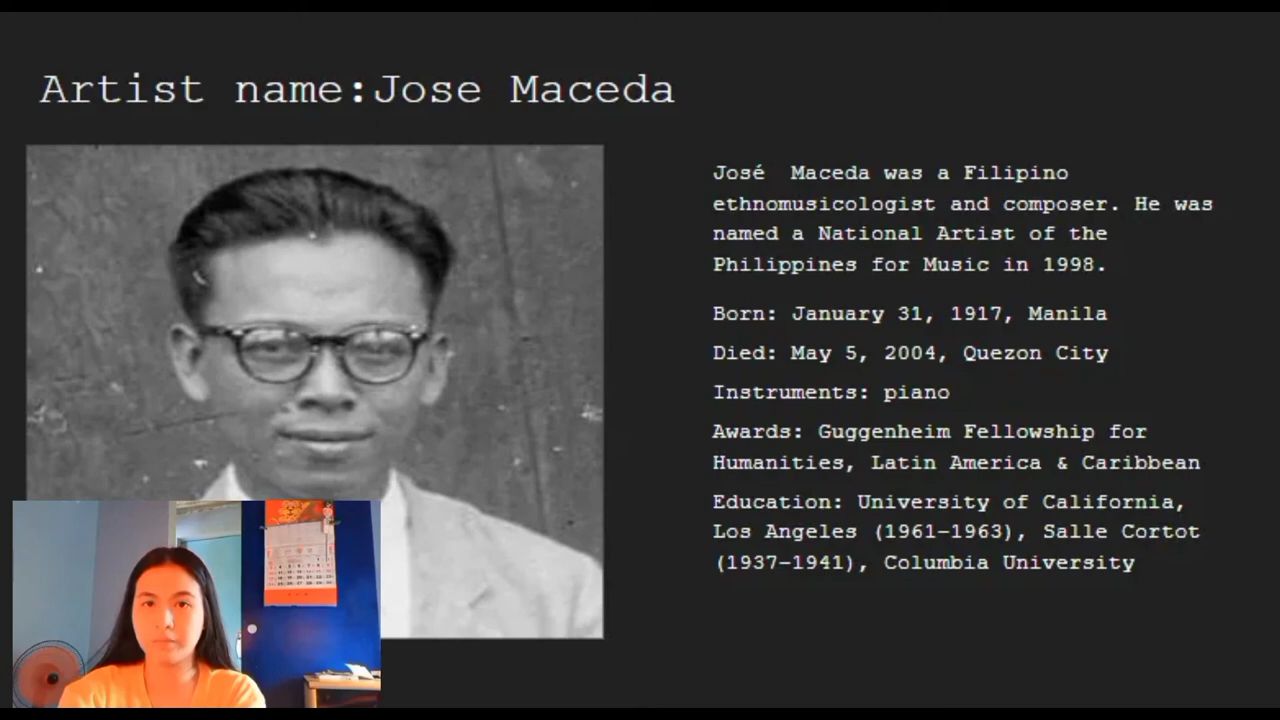 Artist name:Jose Maceda
José  Maceda was a Filipino
ethnomusicologist and composer. He was
named a National Artist of the
Philippines for Music in 1998.
Born: January 31, 1917, Manila
Died: May 5, 2004, Quezon City
Instruments: piano
Awards: Guggenheim Fellowship for
Humanities, Latin America & Caribbean
Education: University of California,
Los Angeles (1961–1963), Salle Cortot
(1937–1941), Columbia University